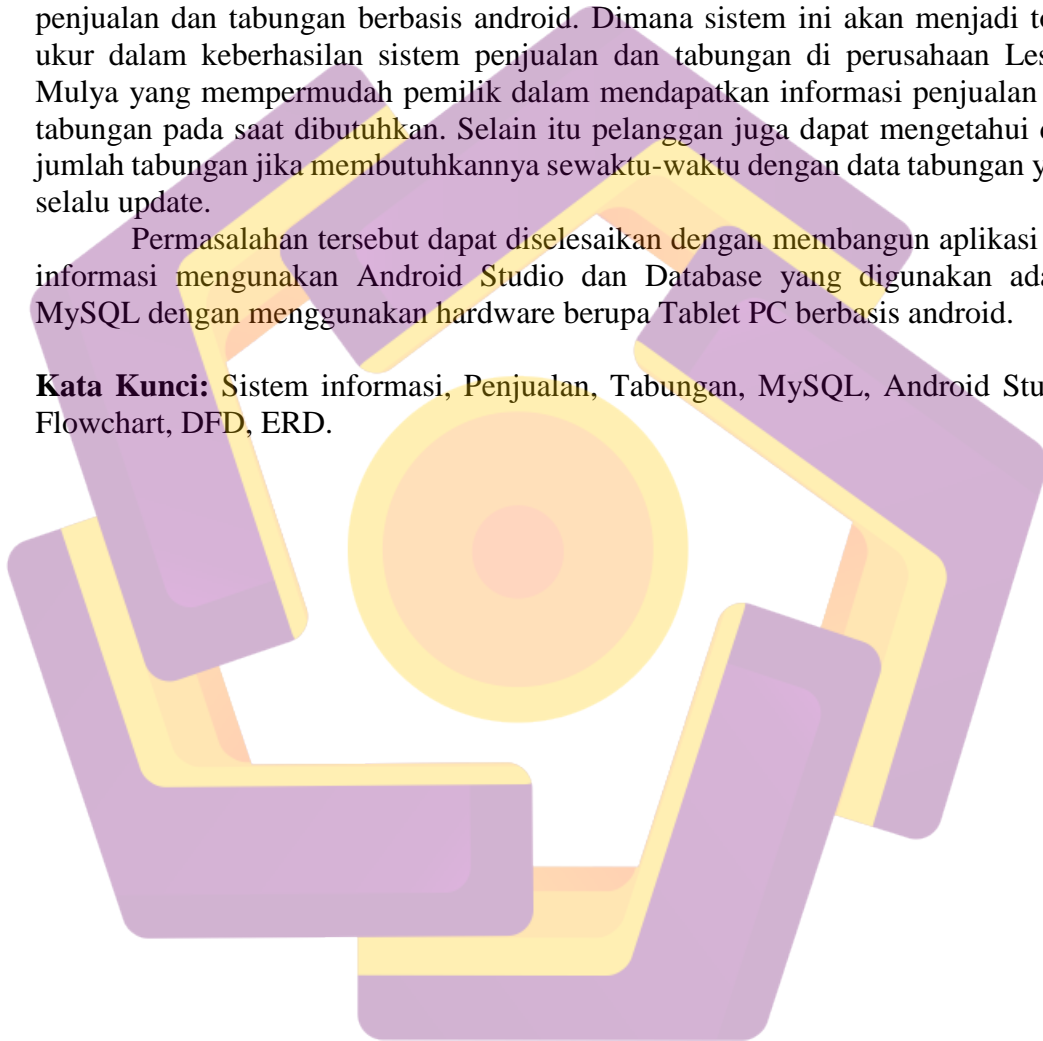 penjualan dan tabungan berbasis android. Dimana sistem ini akan menjadi
ukur dalam keberhasilan sistem penjualan dan tabungan di perusahaan
Mulya yang mempermudah pemilik dalam mendapatkan informasi penjualan
tabungan pada saat dibutuhkan. Selain itu pelanggan juga dapat mengetahui
jumlah tabungan jika membutuhkannya sewaktu-waktu dengan data tabungan
selalu update.
Permasalahan tersebut dapat diselesaikan dengan membangun aplikasi
informasi mengunakan Android Studio dan Database yang digunakan
MySQL dengan menggunakan hardware berupa Tablet PC berbasis android.
Kata Kunci: Sistem informasi, Penjualan, Tabungan, MySQL, Android
Flowchart, DFD, ERD.